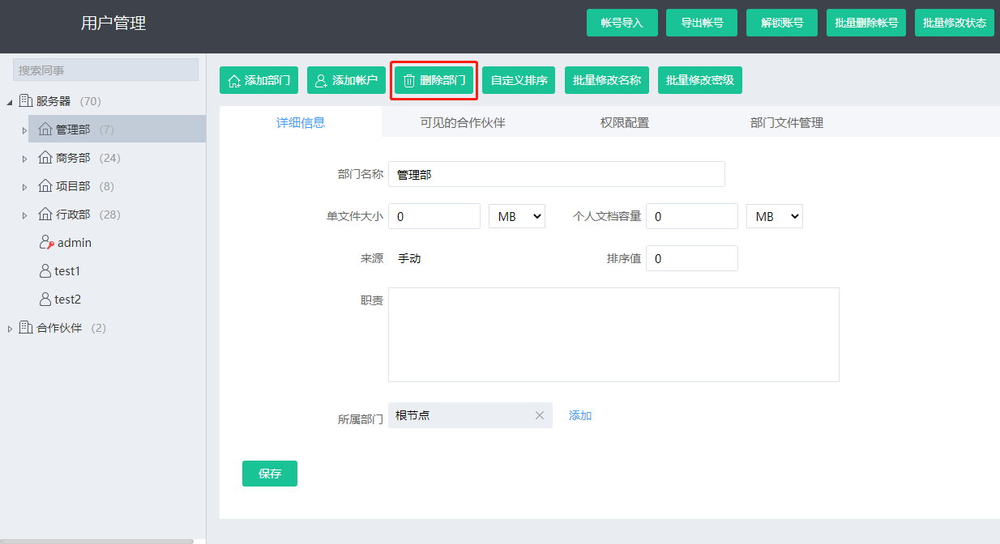 用户管理
帐号导入 导出帐号 解锁账号 批量删除帐号 批量修改状态
搜索同事
服务器 (70)
管理部 (7)
商务部 (24)
项目部 (8)
行政部 (28)
admin
test1
test2
合作伙伴 (2)
添加部门 添加帐户 删除部门 自定义排序 批量修改名称 批量修改密级
详细信息 可见的合作伙伴 权限配置 部门文件管理
部门名称 管理部
单文件大小 0 MB 个人文档容量 0 MB
来源 手动 排序值 0
职责
所属部门 根节点 添加
保存